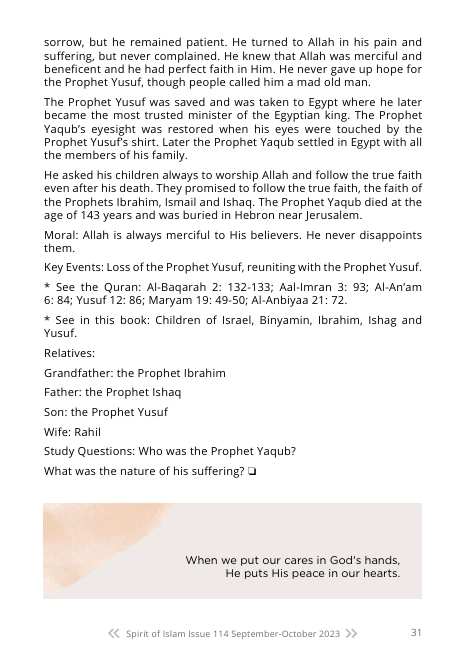 sorrow, but he remained patient. He turned to Allah in his pain and
suffering, but never complained. He knew that Allah was merciful and
beneficent and he had perfect faith in Him. He never gave up hope for
the Prophet Yusuf, though people called him a mad old man.
The Prophet Yusuf was saved and was taken to Egypt where he later
became the most trusted minister of the Egyptian king. The Prophet
Yaqub’s eyesight was restored when his eyes were touched by the
Prophet Yusuf’s shirt. Later the Prophet Yaqub settled in Egypt with all
the members of his family.
He asked his children always to worship Allah and follow the true faith
even after his death. They promised to follow the true faith, the faith of
the Prophets Ibrahim, Ismail and Ishaq. The Prophet Yaqub died at the
age of 143 years and was buried in Hebron near Jerusalem.
Moral: Allah is always merciful to His believers. He never disappoints
them.
Key Events: Loss of the Prophet Yusuf, reuniting with the Prophet Yusuf.
* See the Quran: Al-Baqarah 2: 132-133; Aal-Imran 3: 93; Al-An’am
6: 84; Yusuf 12: 86; Maryam 19: 49-50; Al-Anbiyaa 21: 72.
* See in this book: Children of Israel, Binyamin, Ibrahim, Ishag and
Yusuf.
Relatives:
Grandfather: the Prophet Ibrahim
Father: the Prophet Ishaq
Son: the Prophet Yusuf
Wife: Rahil
Study Questions: Who was the Prophet Yaqub?
What was the nature of his suffering? ❑
When we put our cares in God’s hands,
He puts His peace in our hearts.
Spirit of Islam Issue 114 September-October 2023 31